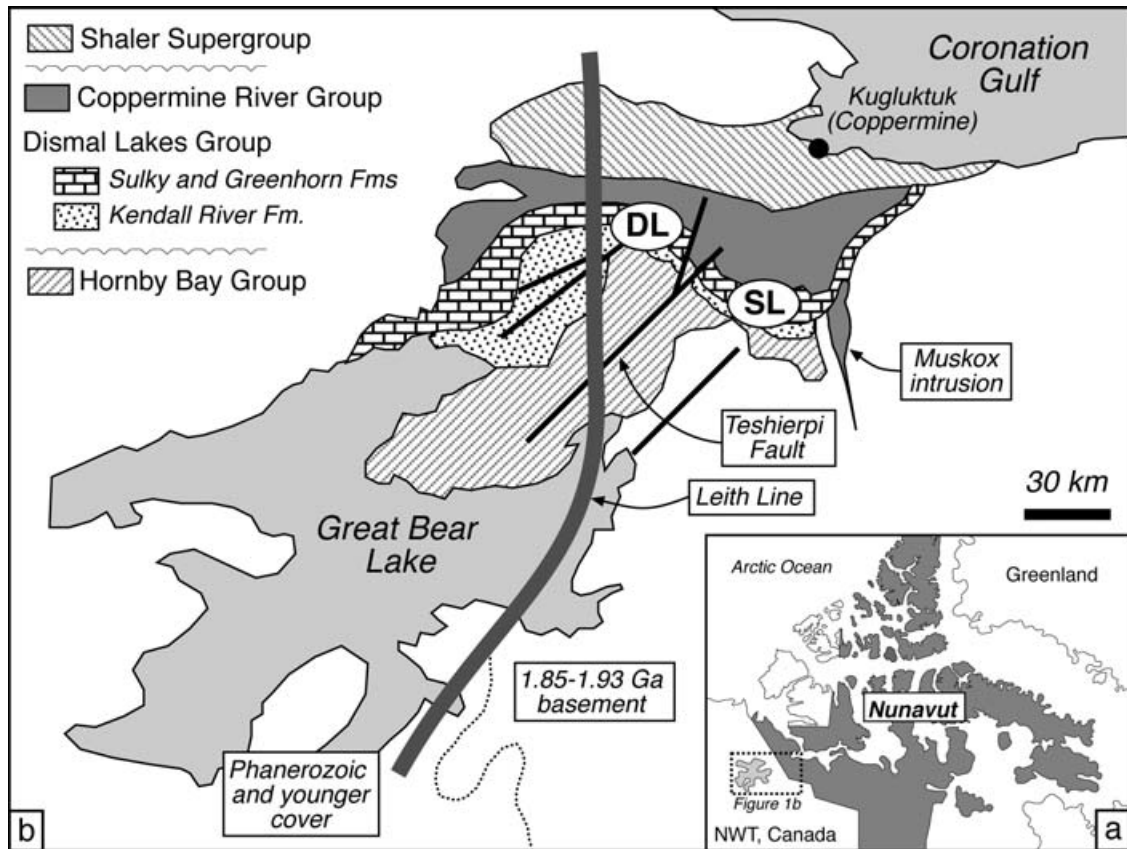 Shaler Supergroup
Coppermine River Group
Dismal Lakes Group
Sulky and Greenhorn Fms
Kendall River Fm.
Hornby Bay Group
Coronation
Gulf
Kugluktuk
(Coppermine)
DL
SL
Muskox
intrusion
Teshierpi
Fault
Leith Line
30 km
Great Bear
Lake
1.85-1.93 Ga
basement
Phanerozoic
and younger
cover
b
Arctic Ocean
Greenland
Nunavut
Figure 1b
NWT, Canada
a